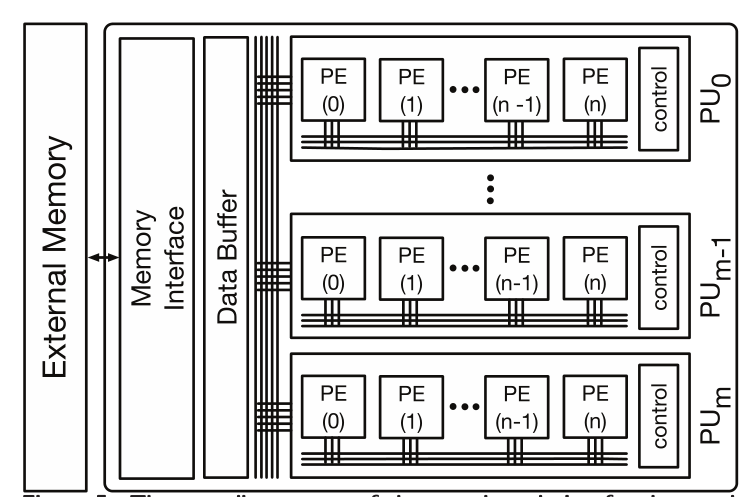 External Memory
Memory
Interface
Data Buffer
PE
(0)
PE
(1)
PE
(n -1)
PE
(n)
control
PU0
PE
(0)
PE
(1)
PE
(n-1)
PE
(n)
control
PUm-1
PE
(0)
PE
(1)
PE
(n-1)
PE
(n)
control
PUm